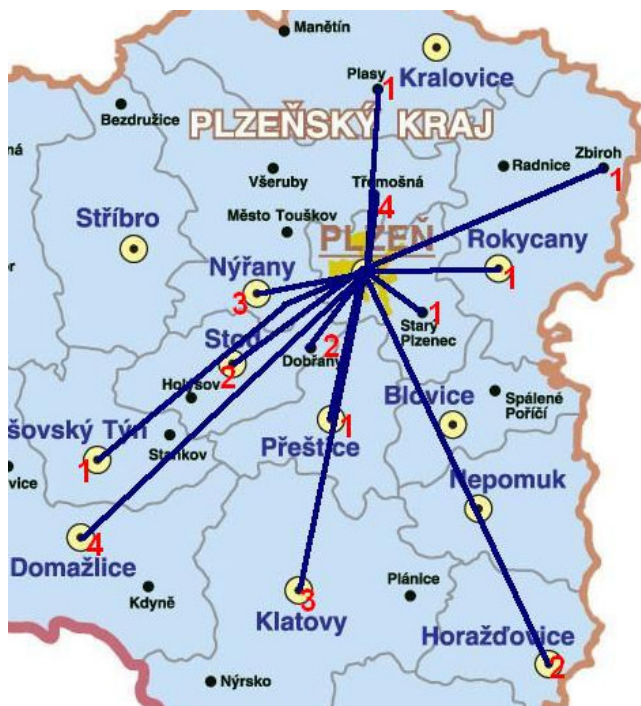 Manětín
Plasy
1
Kralovice
Bezdružice
PLZEŇSKÝ KRAJ
Zbiroh
Všeruby
Třemošná
Radnice
1
4
Město Touškov
Stříbro
PLZEŇ
Rokycany
Nýřany
1
3
1
Starý
Plzenec
Stod
2
Dobřany
2
Holýšov
Blovice
Spálené
Poříčí
šovský Týn
1
Přeštice
Staňkov
1
vice
Nepomuk
4
Domažlice
Kdyně
3
Plánice
Klatovy
Horažďovice
2
Nýrsko